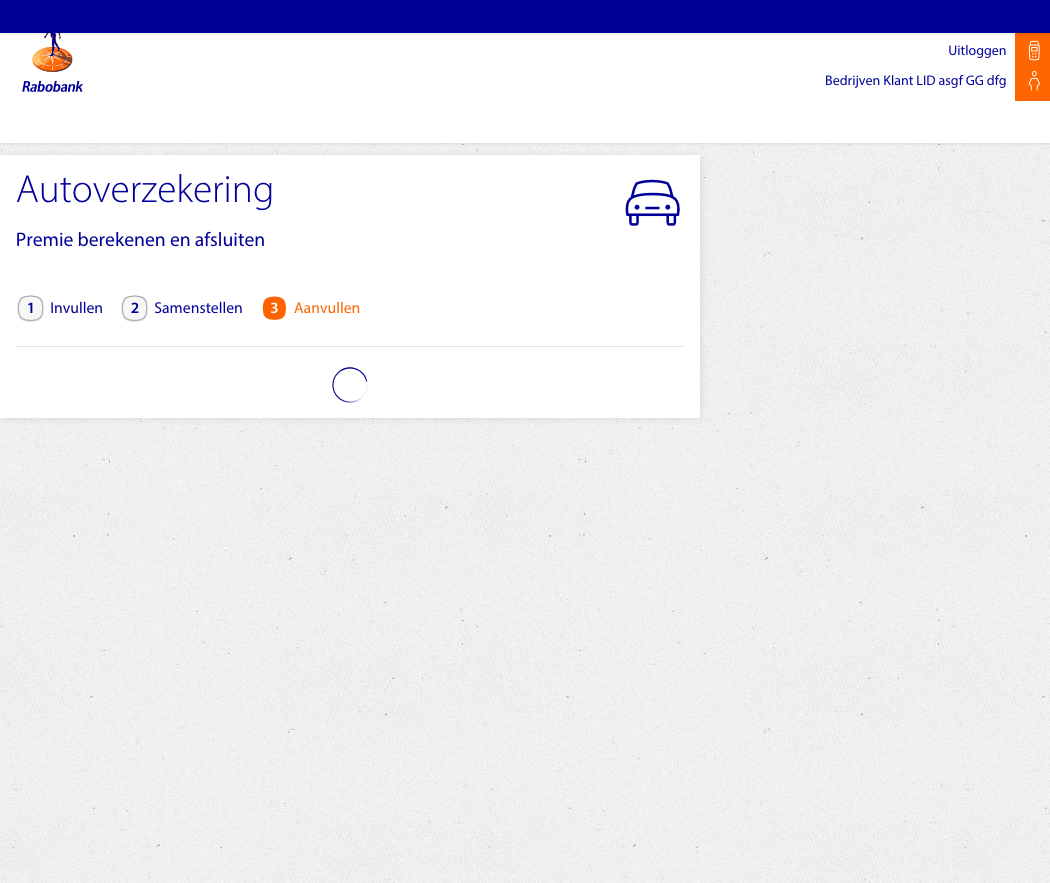 Rabobank
Uitloggen
Bedrijven Klant LID asgf GG dfg
Autoverzekering
Premie berekenen en afsluiten
1 Invullen 2 Samenstellen 3 Aanvullen